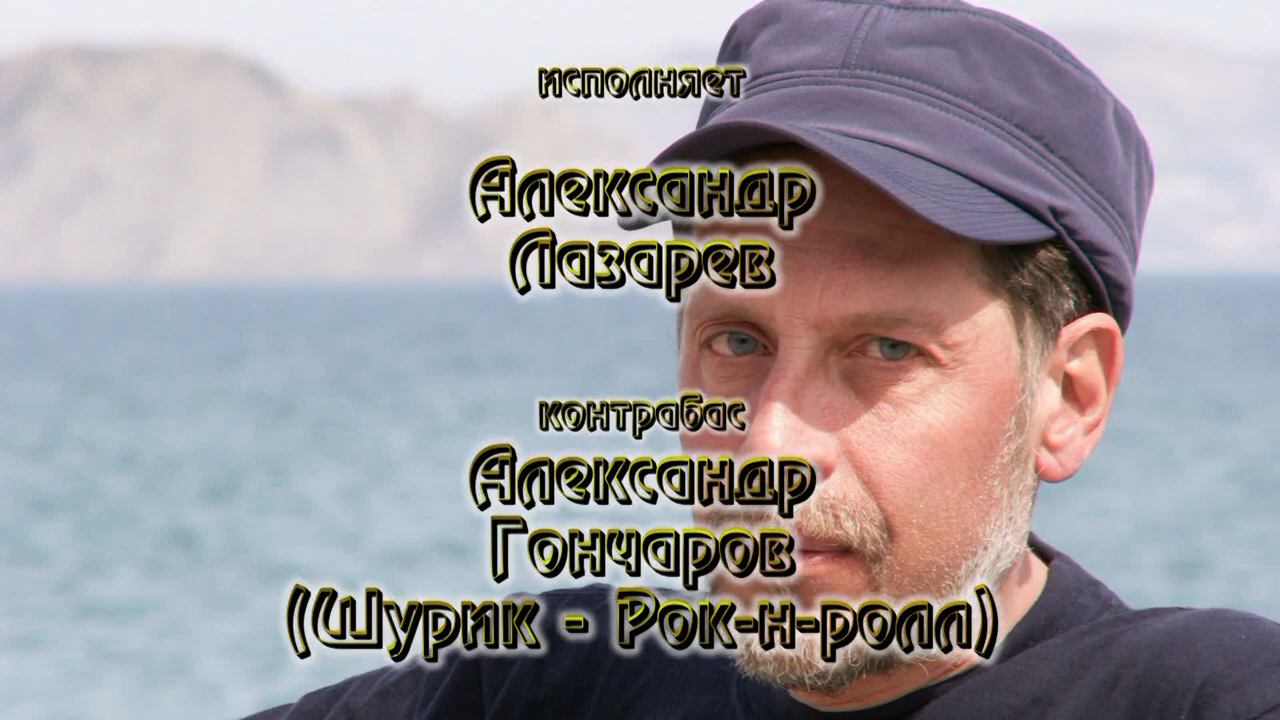 исполняет
Александр
Лазарев
контрабас
Александр
Гончаров
(Шурик - Рок-н-ролл)